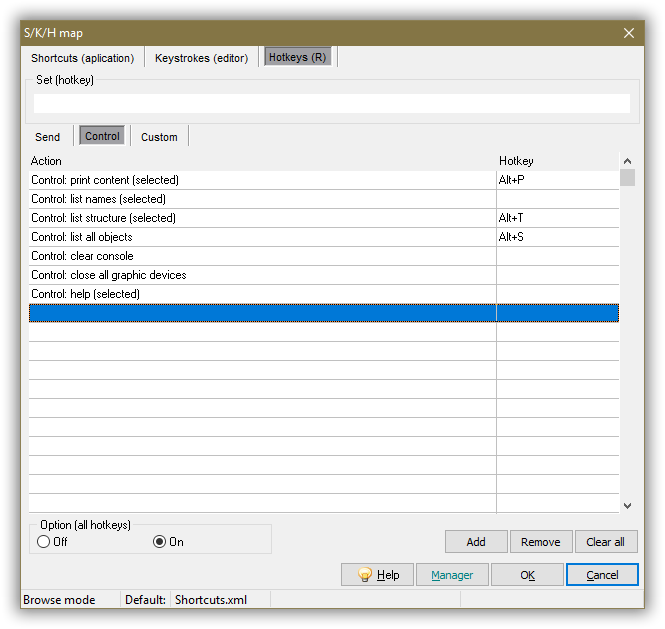 S/K/H map
Shortcuts (aplication) Keystrokes (editor) Hotkeys (R)
Set (hotkey)
Send Control Custom
Action Hotkey
Control: print content (selected) Alt+P
Control: list names (selected)
Control: list structure (selected) Alt+T
Control: list all objects Alt+S
Control: clear console
Control: close all graphic devices
Control: help (selected)
Option (all hotkeys)
Off On
Add Remove Clear all
Help Manager OK Cancel
Browse mode Default: Shortcuts.xml